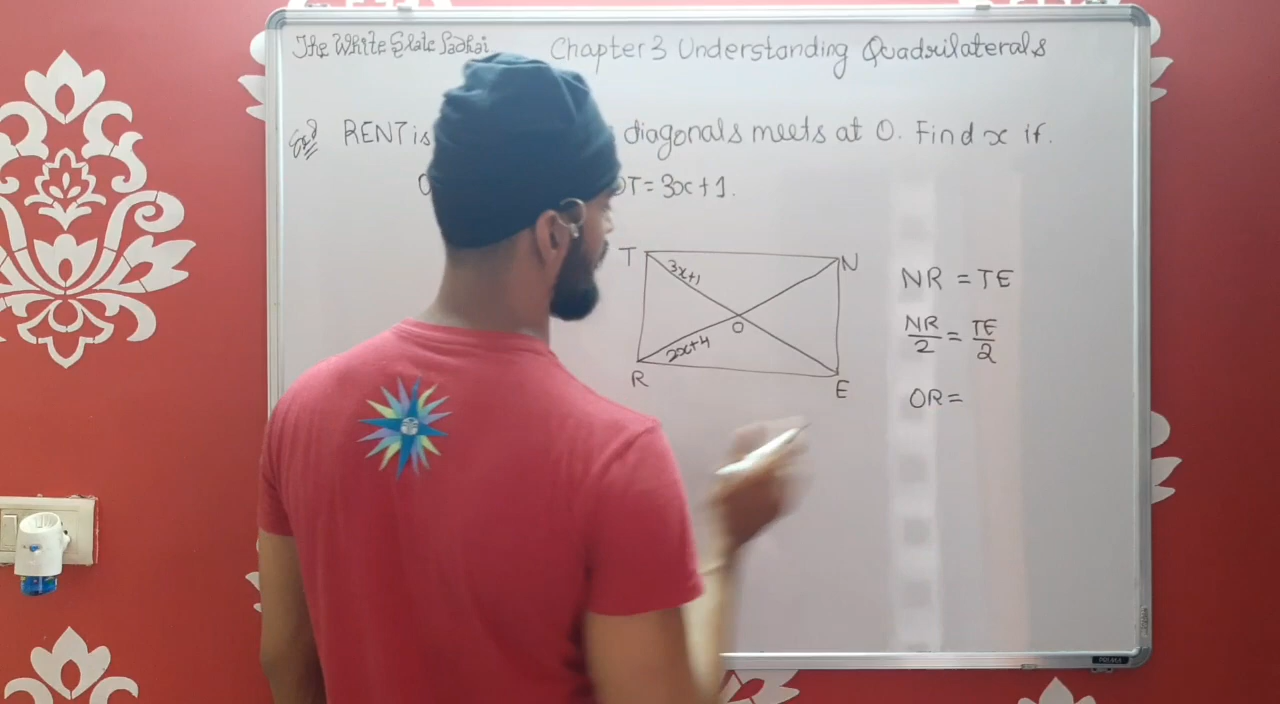 The White Slate Padhai
Chapter 3 Understanding Quadrilaterals
RENT is diagonals meets at O. Find x if.
OT = 3x + 1.
T
N
3x+1
O
2x+4
R
E
NR = TE
NR/2 = TE/2
OR =